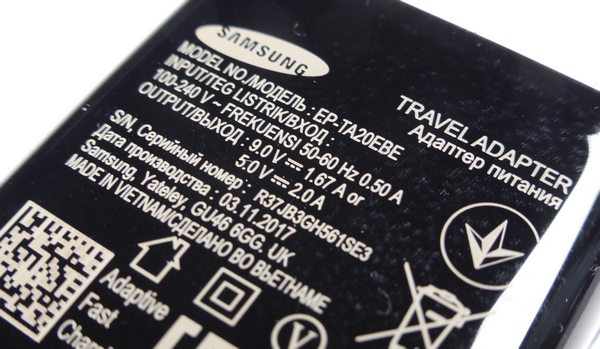 SAMSUNG
TRAVEL ADAPTER
Адаптер питания
MODEL NO./МОДЕЛЬ : EP-TA20EBE
INPUT/TEG LISTRIK/ВХОД :
100-240 V ~ FREKUENSI 50-60 Hz 0.50 A
OUTPUT/ВЫХОД : 9.0 V ⎓ 1.67 A or
5.0 V ⎓ 2.0 A
S/N, Серийный номер : R37JB3GH561SE3
Дата производства : 03.11.2017
Samsung, Yateley, GU46 6GG. UK
MADE IN VIETNAM/СДЕЛАНО ВО ВЬЕТНАМЕ
Adaptive
Fast
V